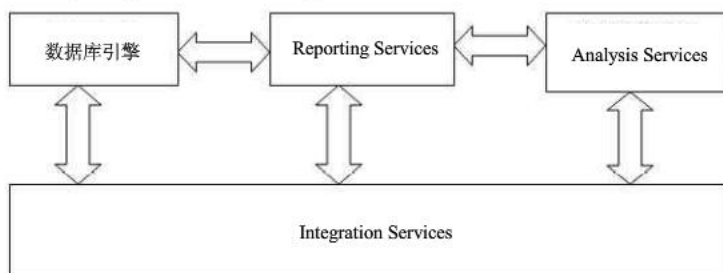 数据库引擎
Reporting Services
Analysis Services
Integration Services